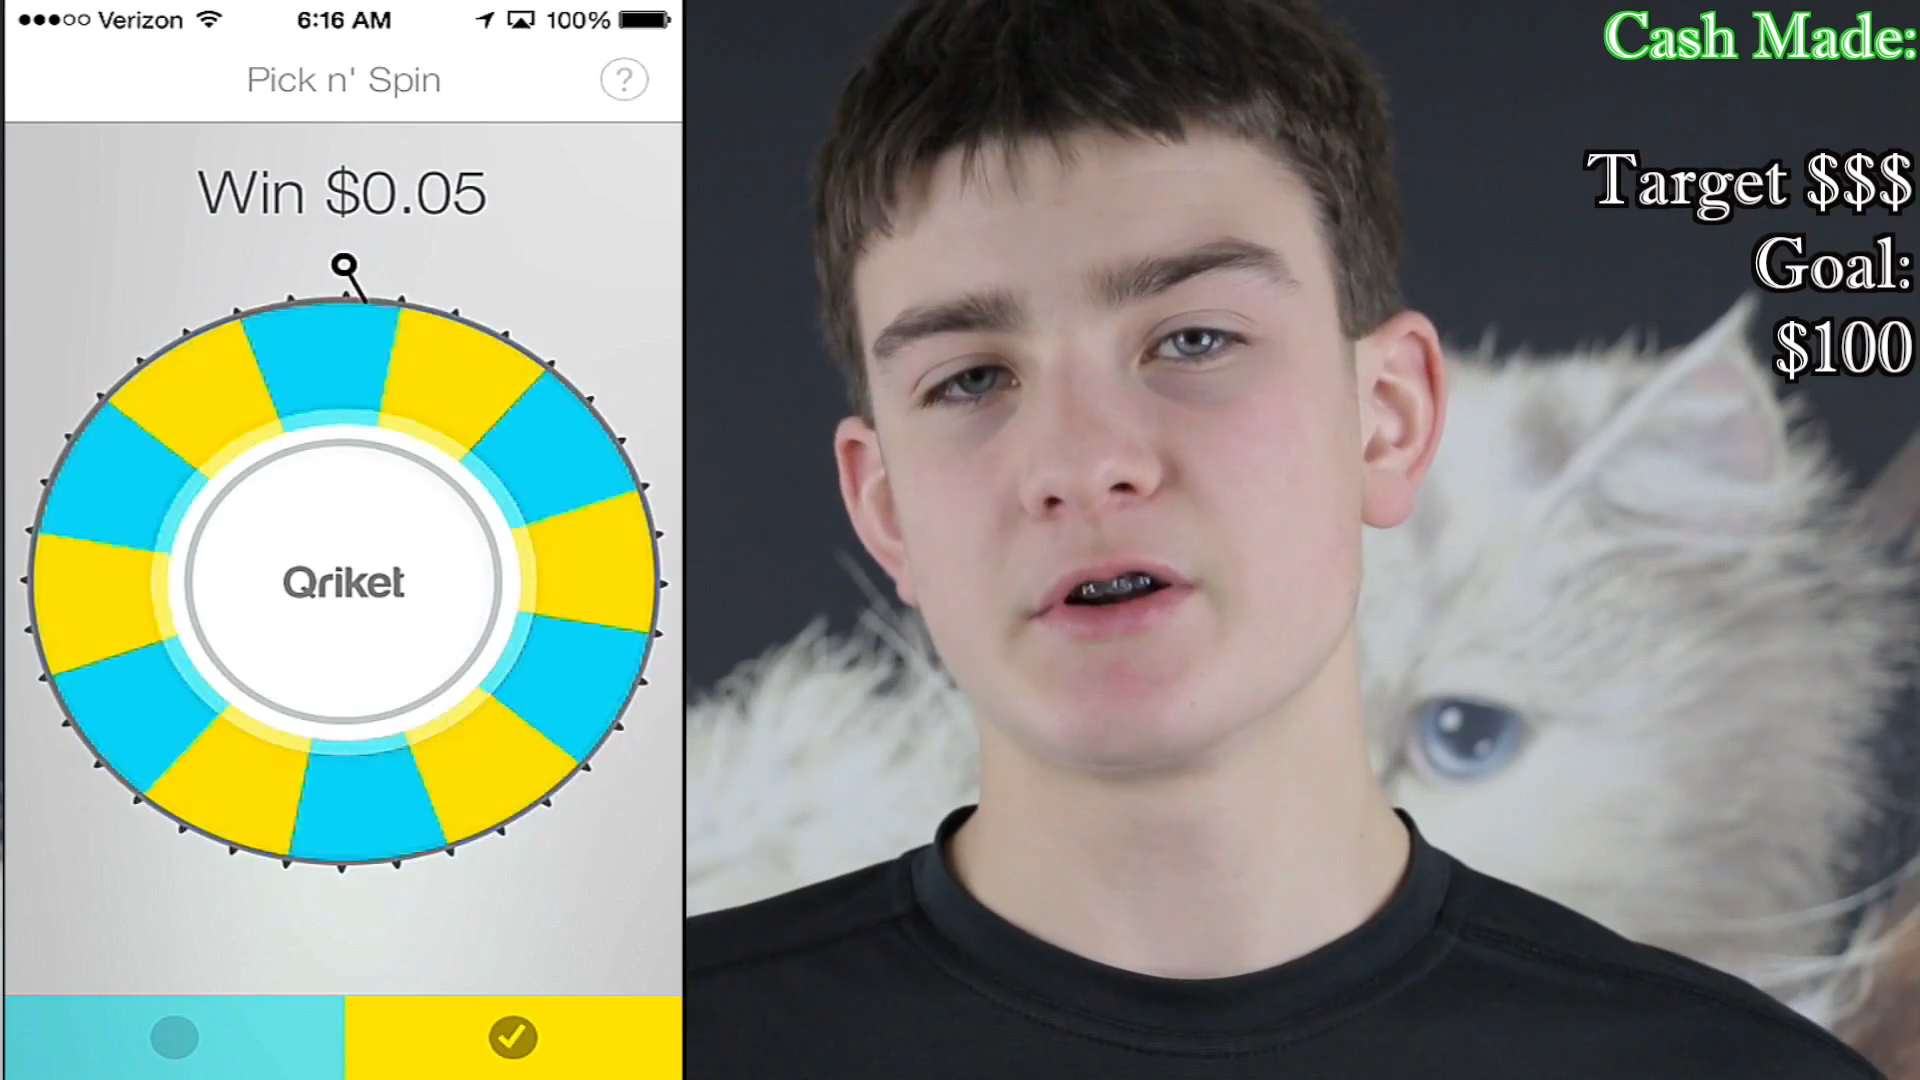 Verizon 6:16 AM 100%
Pick n' Spin ?
Win $0.05
Qriket
Cash Made:
Target $$$
Goal:
$100